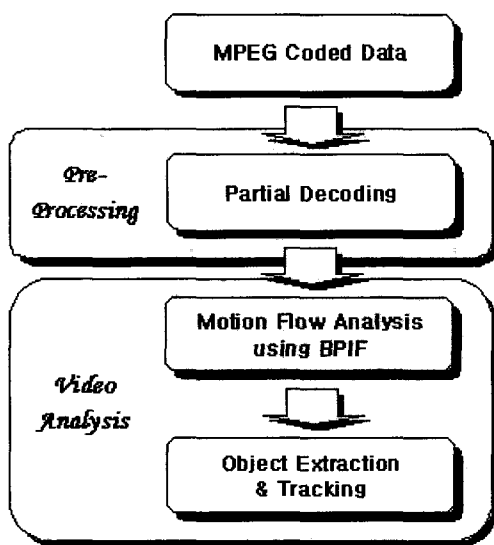 MPEG Coded Data
Pre-
Processing
Partial Decoding
Motion Flow Analysis
using BPIF
Video
Analysis
Object Extraction
& Tracking